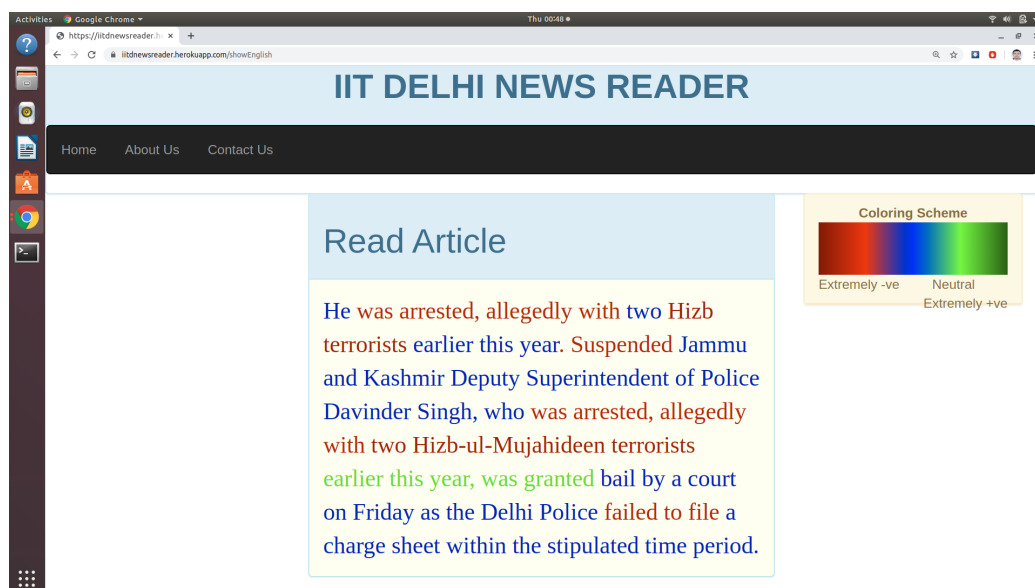 Activities Google Chrome ▾ Thu 00:48 ●
https://iitdnewsreader.h × +
iitdnewsreader.herokuapp.com/showEnglish
IIT DELHI NEWS READER
Home About Us Contact Us
Read Article
He was arrested, allegedly with two Hizb
terrorists earlier this year. Suspended Jammu
and Kashmir Deputy Superintendent of Police
Davinder Singh, who was arrested, allegedly
with two Hizb-ul-Mujahideen terrorists
earlier this year, was granted bail by a court
on Friday as the Delhi Police failed to file a
charge sheet within the stipulated time period.
Coloring Scheme
Extremely -ve Neutral
Extremely +ve